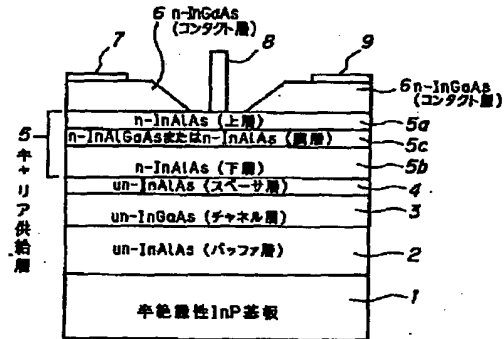 7
6 n-InGaAs
(コンタクト層)
8
9
6 n-InGaAs
(コンタクト層)
n-InAlAs (上層)
5a
n-InAlGaAsまたはn-InAlAs (間層)
5c
n-InAlAs (下層)
5b
5 キャリア供給層
un-InAlAs (スペーサ層)
4
un-InGaAs (チャネル層)
3
un-InAlAs (バッファ層)
2
半絶縁性InP基板
1